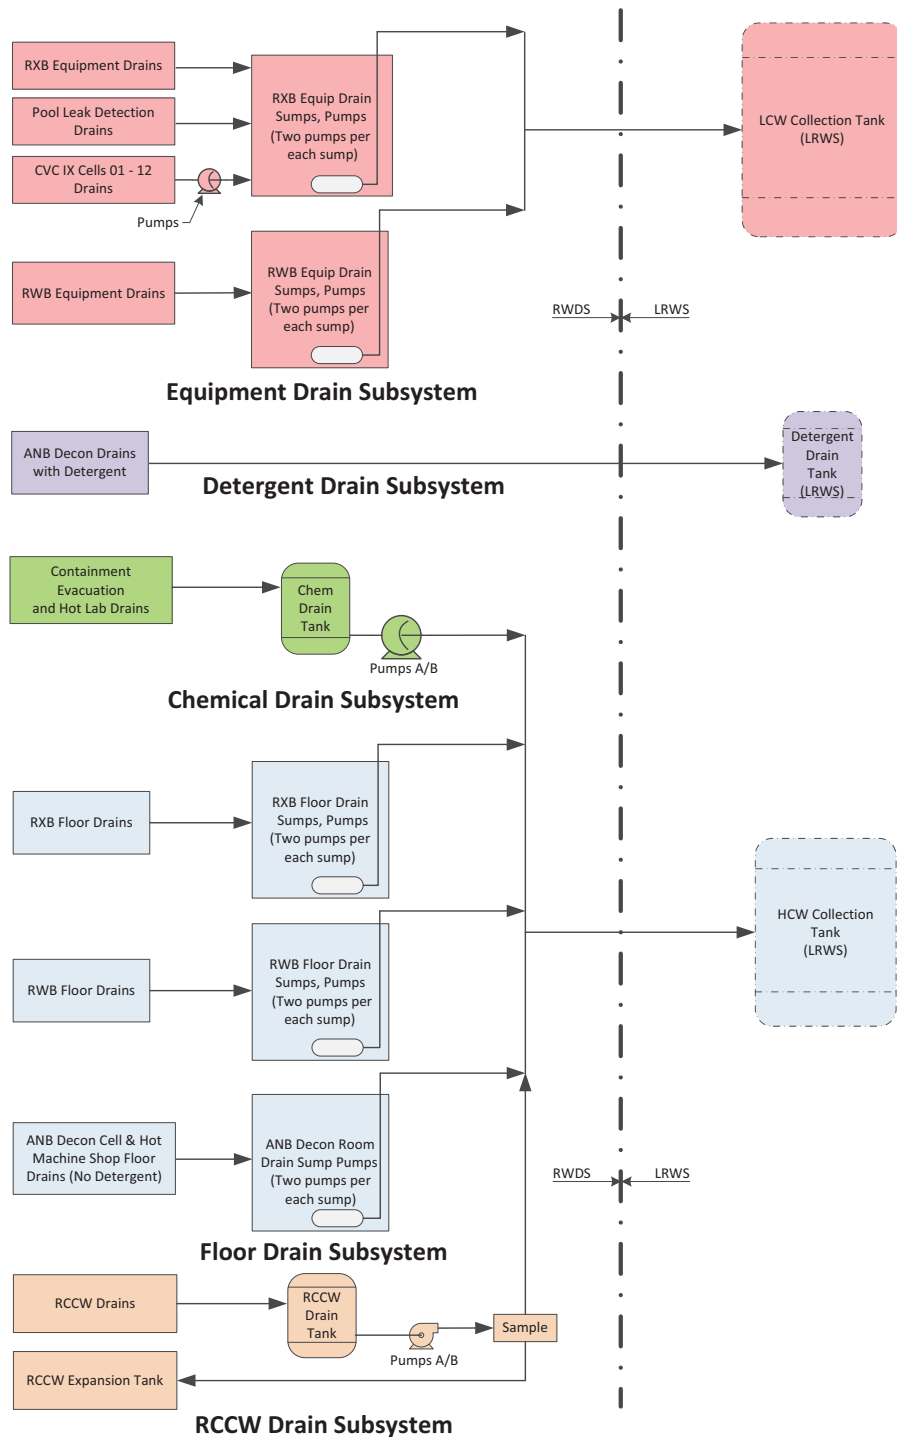 RXB Equipment Drains
Pool Leak Detection
Drains
CVC IX Cells 01 - 12
Drains
Pumps
RXB Equip Drain
Sumps, Pumps
(Two pumps per
each sump)
LCW Collection Tank
(LRWS)
RWB Equipment Drains
RWB Equip Drain
Sumps, Pumps
(Two pumps per
each sump)
RWDS
LRWS
Equipment Drain Subsystem
ANB Decon Drains
with Detergent
Detergent
Drain
Tank
(LRWS)
Detergent Drain Subsystem
Containment
Evacuation
and Hot Lab Drains
Chem
Drain
Tank
Pumps A/B
Chemical Drain Subsystem
RXB Floor Drains
RXB Floor Drain
Sumps, Pumps
(Two pumps per
each sump)
RWB Floor Drains
RWB Floor Drain
Sumps, Pumps
(Two pumps per
each sump)
HCW Collection
Tank
(LRWS)
ANB Decon Cell & Hot
Machine Shop Floor
Drains (No Detergent)
ANB Decon Room
Drain Sump Pumps
(Two pumps per
each sump)
RWDS
LRWS
Floor Drain Subsystem
RCCW Drains
RCCW
Drain
Tank
Pumps A/B
Sample
RCCW Expansion Tank
RCCW Drain Subsystem